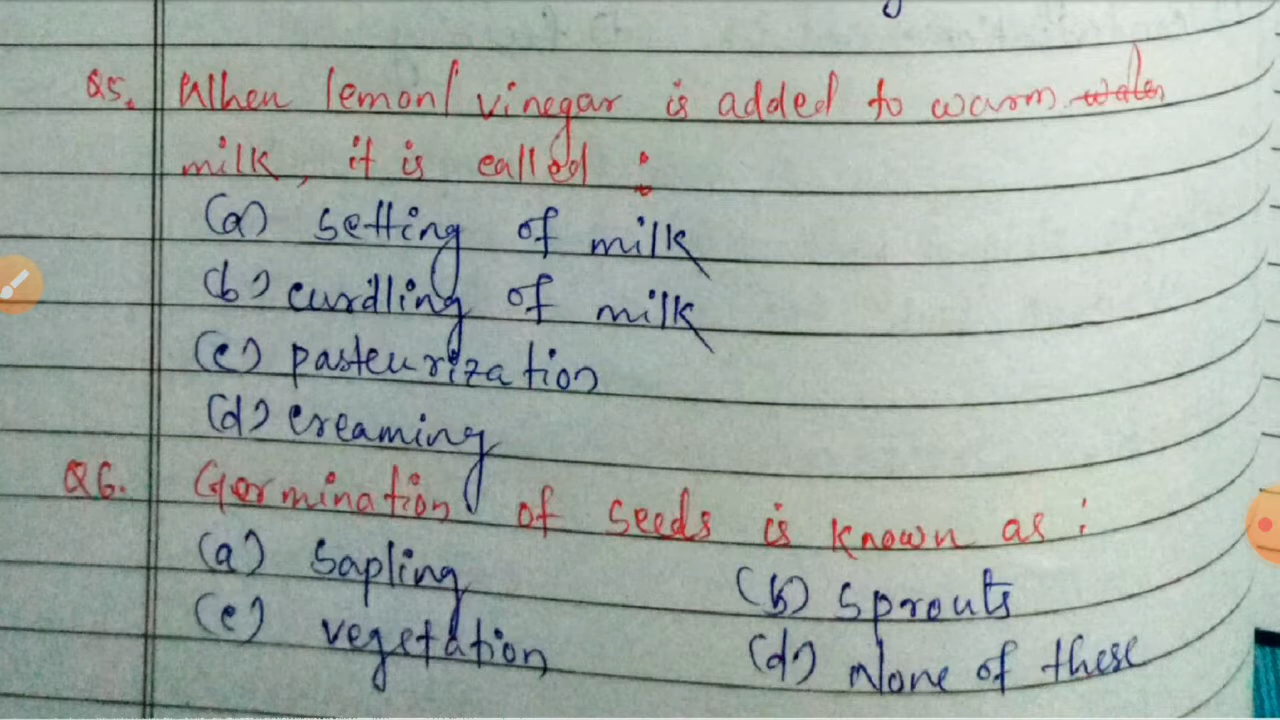 Q5. When lemon/vinegar is added to warm water
milk, it is called :
(a) setting of milk
(b) curdling of milk
(c) pasteurization
(d) creaming
Q6. Germination of seeds is known as :
(a) Sapling (b) Sprouts
(c) vegetation (d) None of these